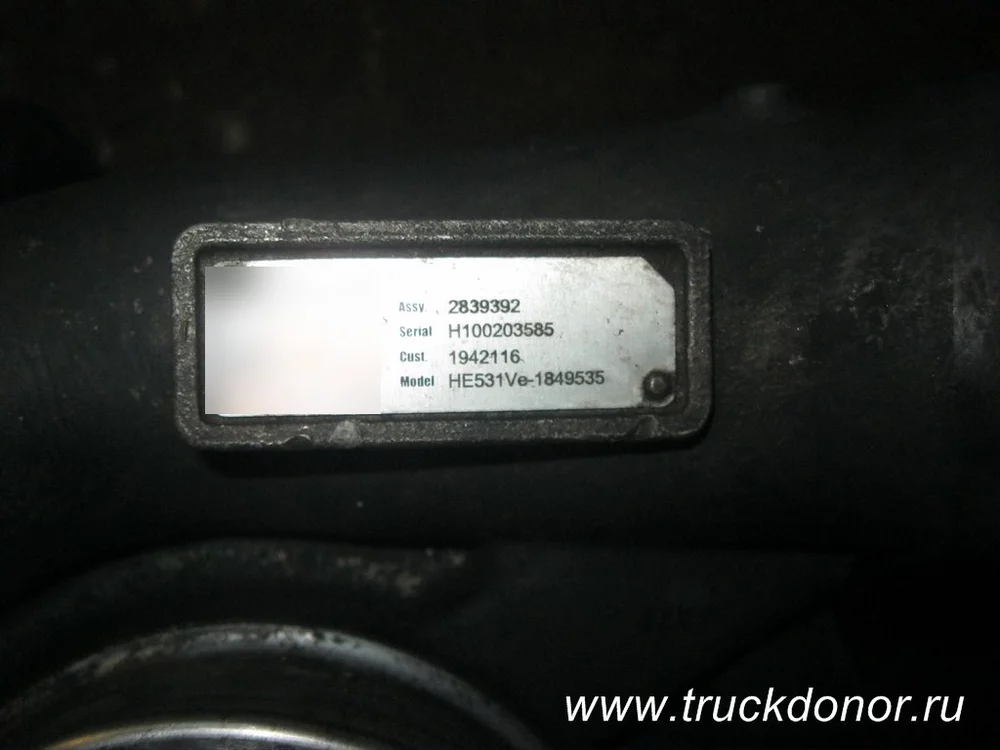 Assy. 2839392
Serial H100203585
Cust. 1942116
Model HE531Ve-1849535
www.truckdonor.ru